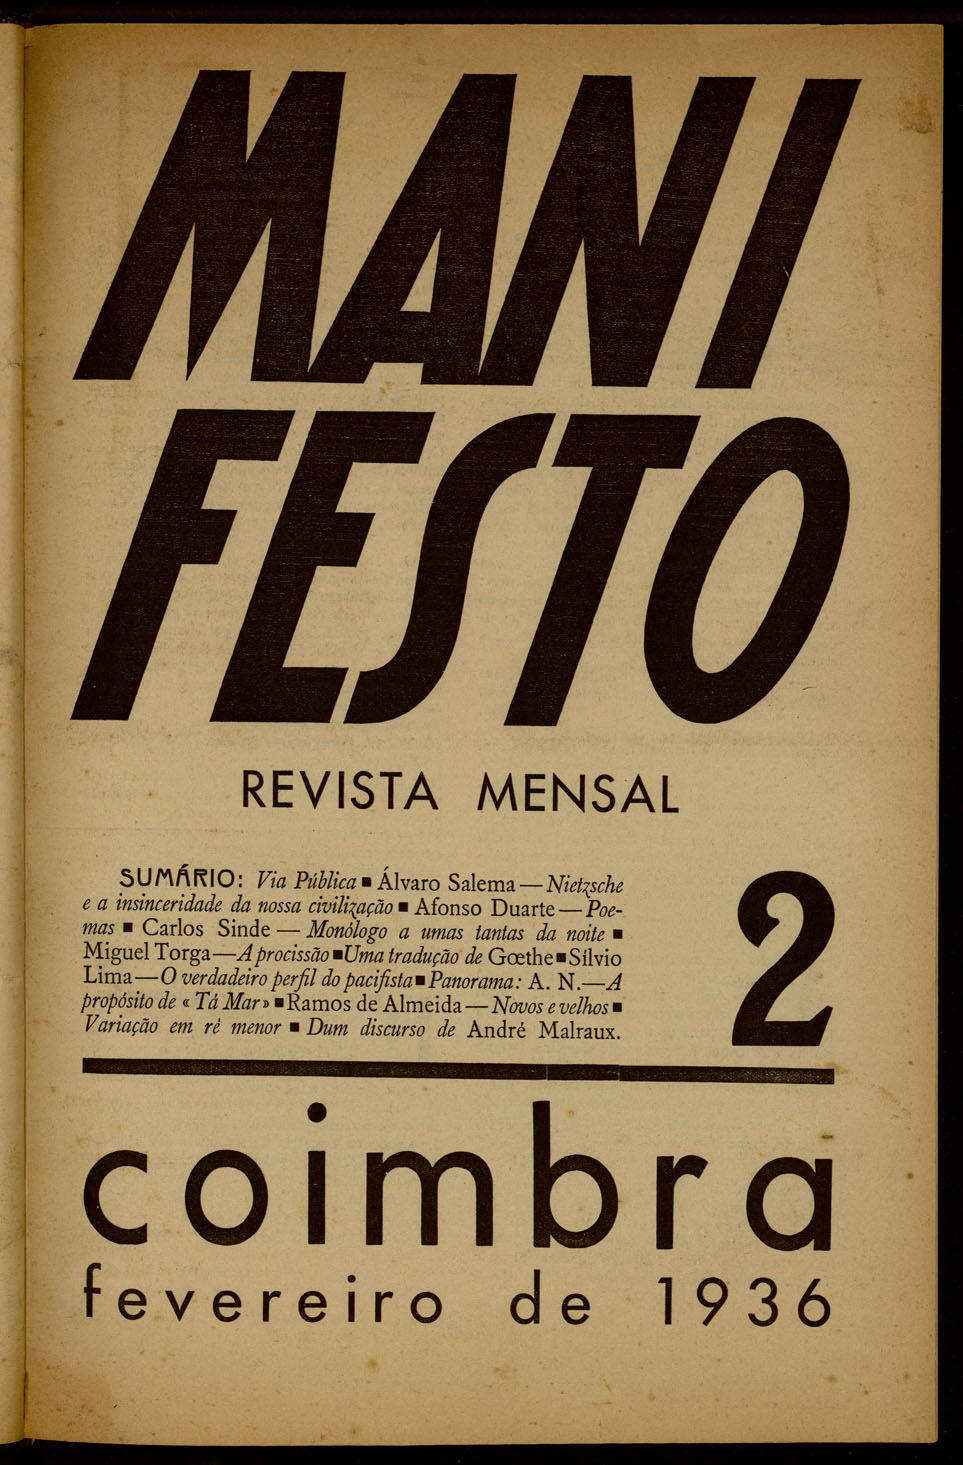 MANI
FESTO
REVISTA MENSAL
SUMÁRIO: Via Pública ■ Álvaro Salema — Nietzsche
e a insinceridade da nossa civilização ■ Afonso Duarte — Poe-
mas ■ Carlos Sinde — Monólogo a umas tantas da noite ■
Miguel Torga — A procissão ■ Uma tradução de Gœthe ■ Sílvio
Lima — O verdadeiro perfil do pacifista ■ Panorama: A. N. — A
propósito de « Tá Mar» ■ Ramos de Almeida — Novos e velhos ■
Variação em ré menor ■ Dum discurso de André Malraux.
2
coimbra
fevereiro de 1936